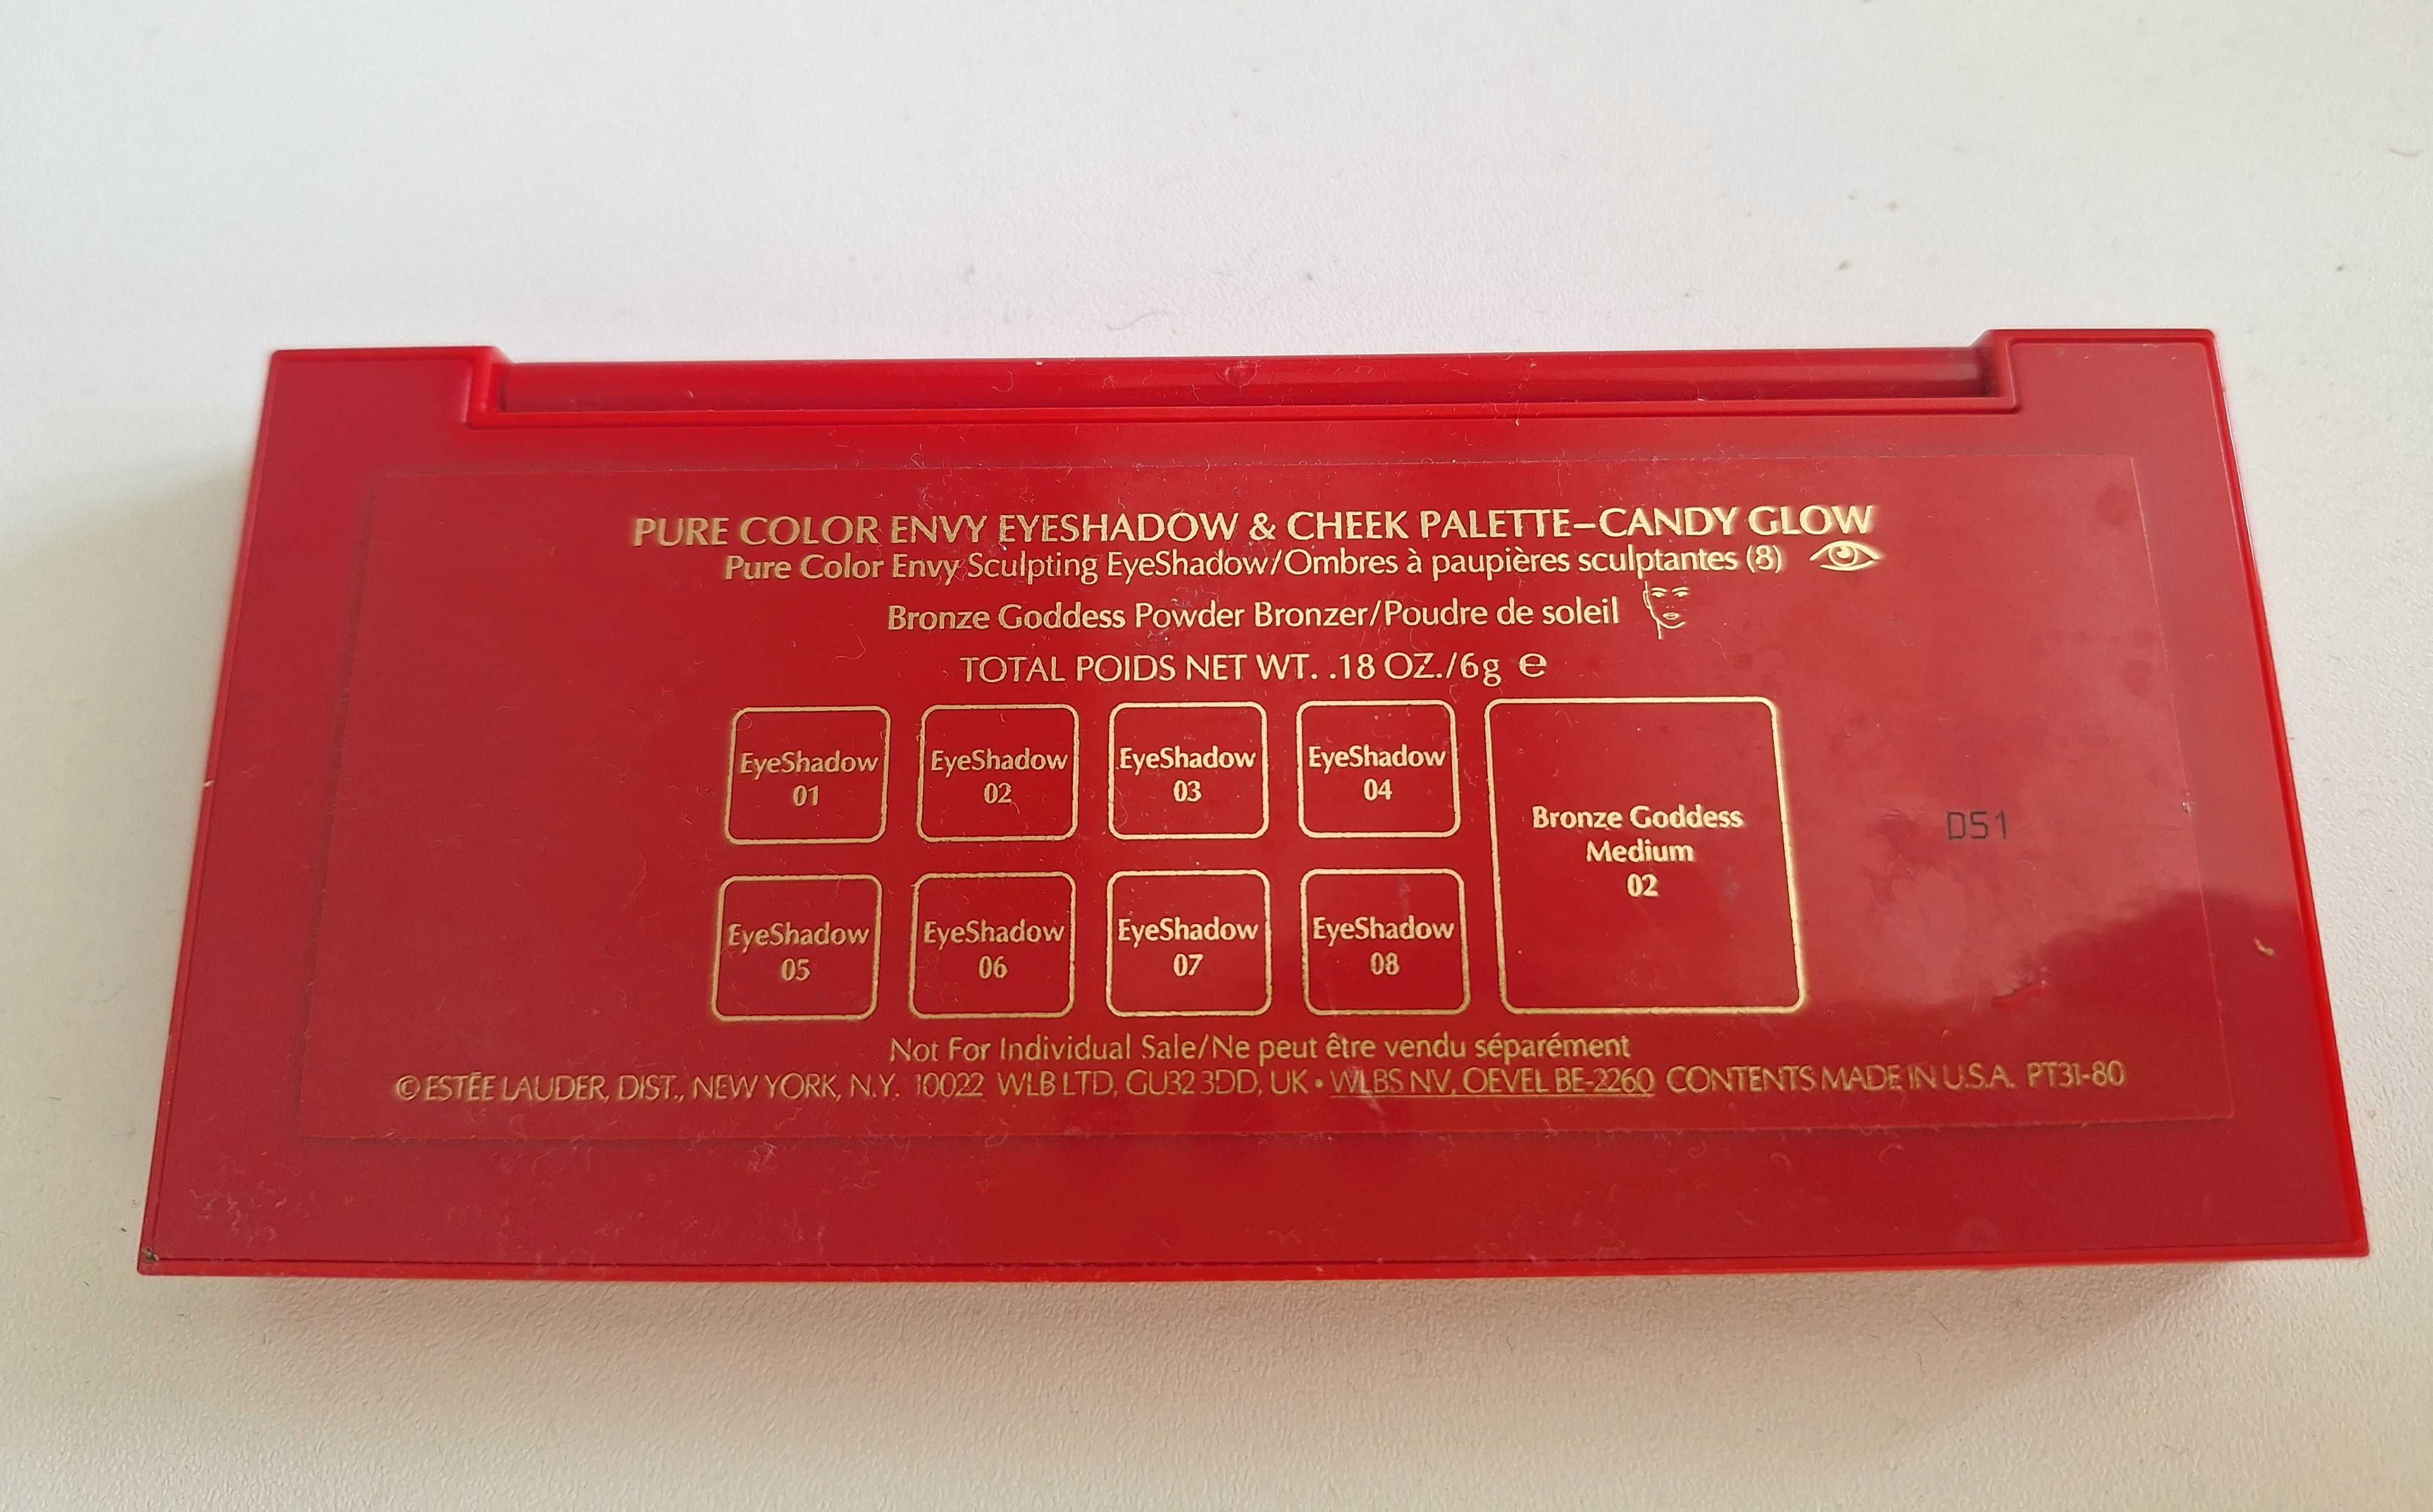 PURE COLOR ENVY EYESHADOW & CHEEK PALETTE–CANDY GLOW
Pure Color Envy Sculpting EyeShadow/Ombres à paupières sculptantes (8)
Bronze Goddess Powder Bronzer/Poudre de soleil
TOTAL POIDS NET WT. .18 OZ./6g ℮
EyeShadow
01
EyeShadow
02
EyeShadow
03
EyeShadow
04
Bronze Goddess
Medium
02
D51
EyeShadow
05
EyeShadow
06
EyeShadow
07
EyeShadow
08
Not For Individual Sale/Ne peut être vendu séparément
© ESTĒE LAUDER, DIST., NEW YORK, N.Y. 10022 WLB LTD, GU32 3DD, UK • WLBS NV, OEVEL BE-2260 CONTENTS MADE IN U.S.A. PT31-80